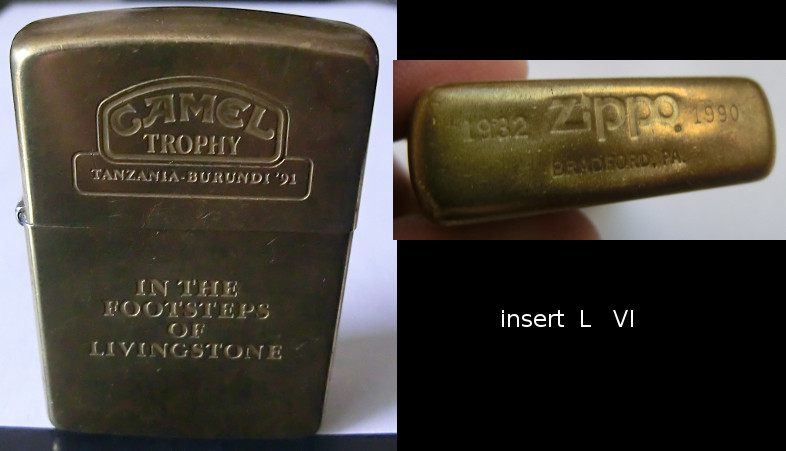 CAMEL
TROPHY
TANZANIA-BURUNDI '91
IN THE
FOOTSTEPS
OF
LIVINGSTONE
1932 Zippo 1990
BRADFORD, PA.
insert L VI